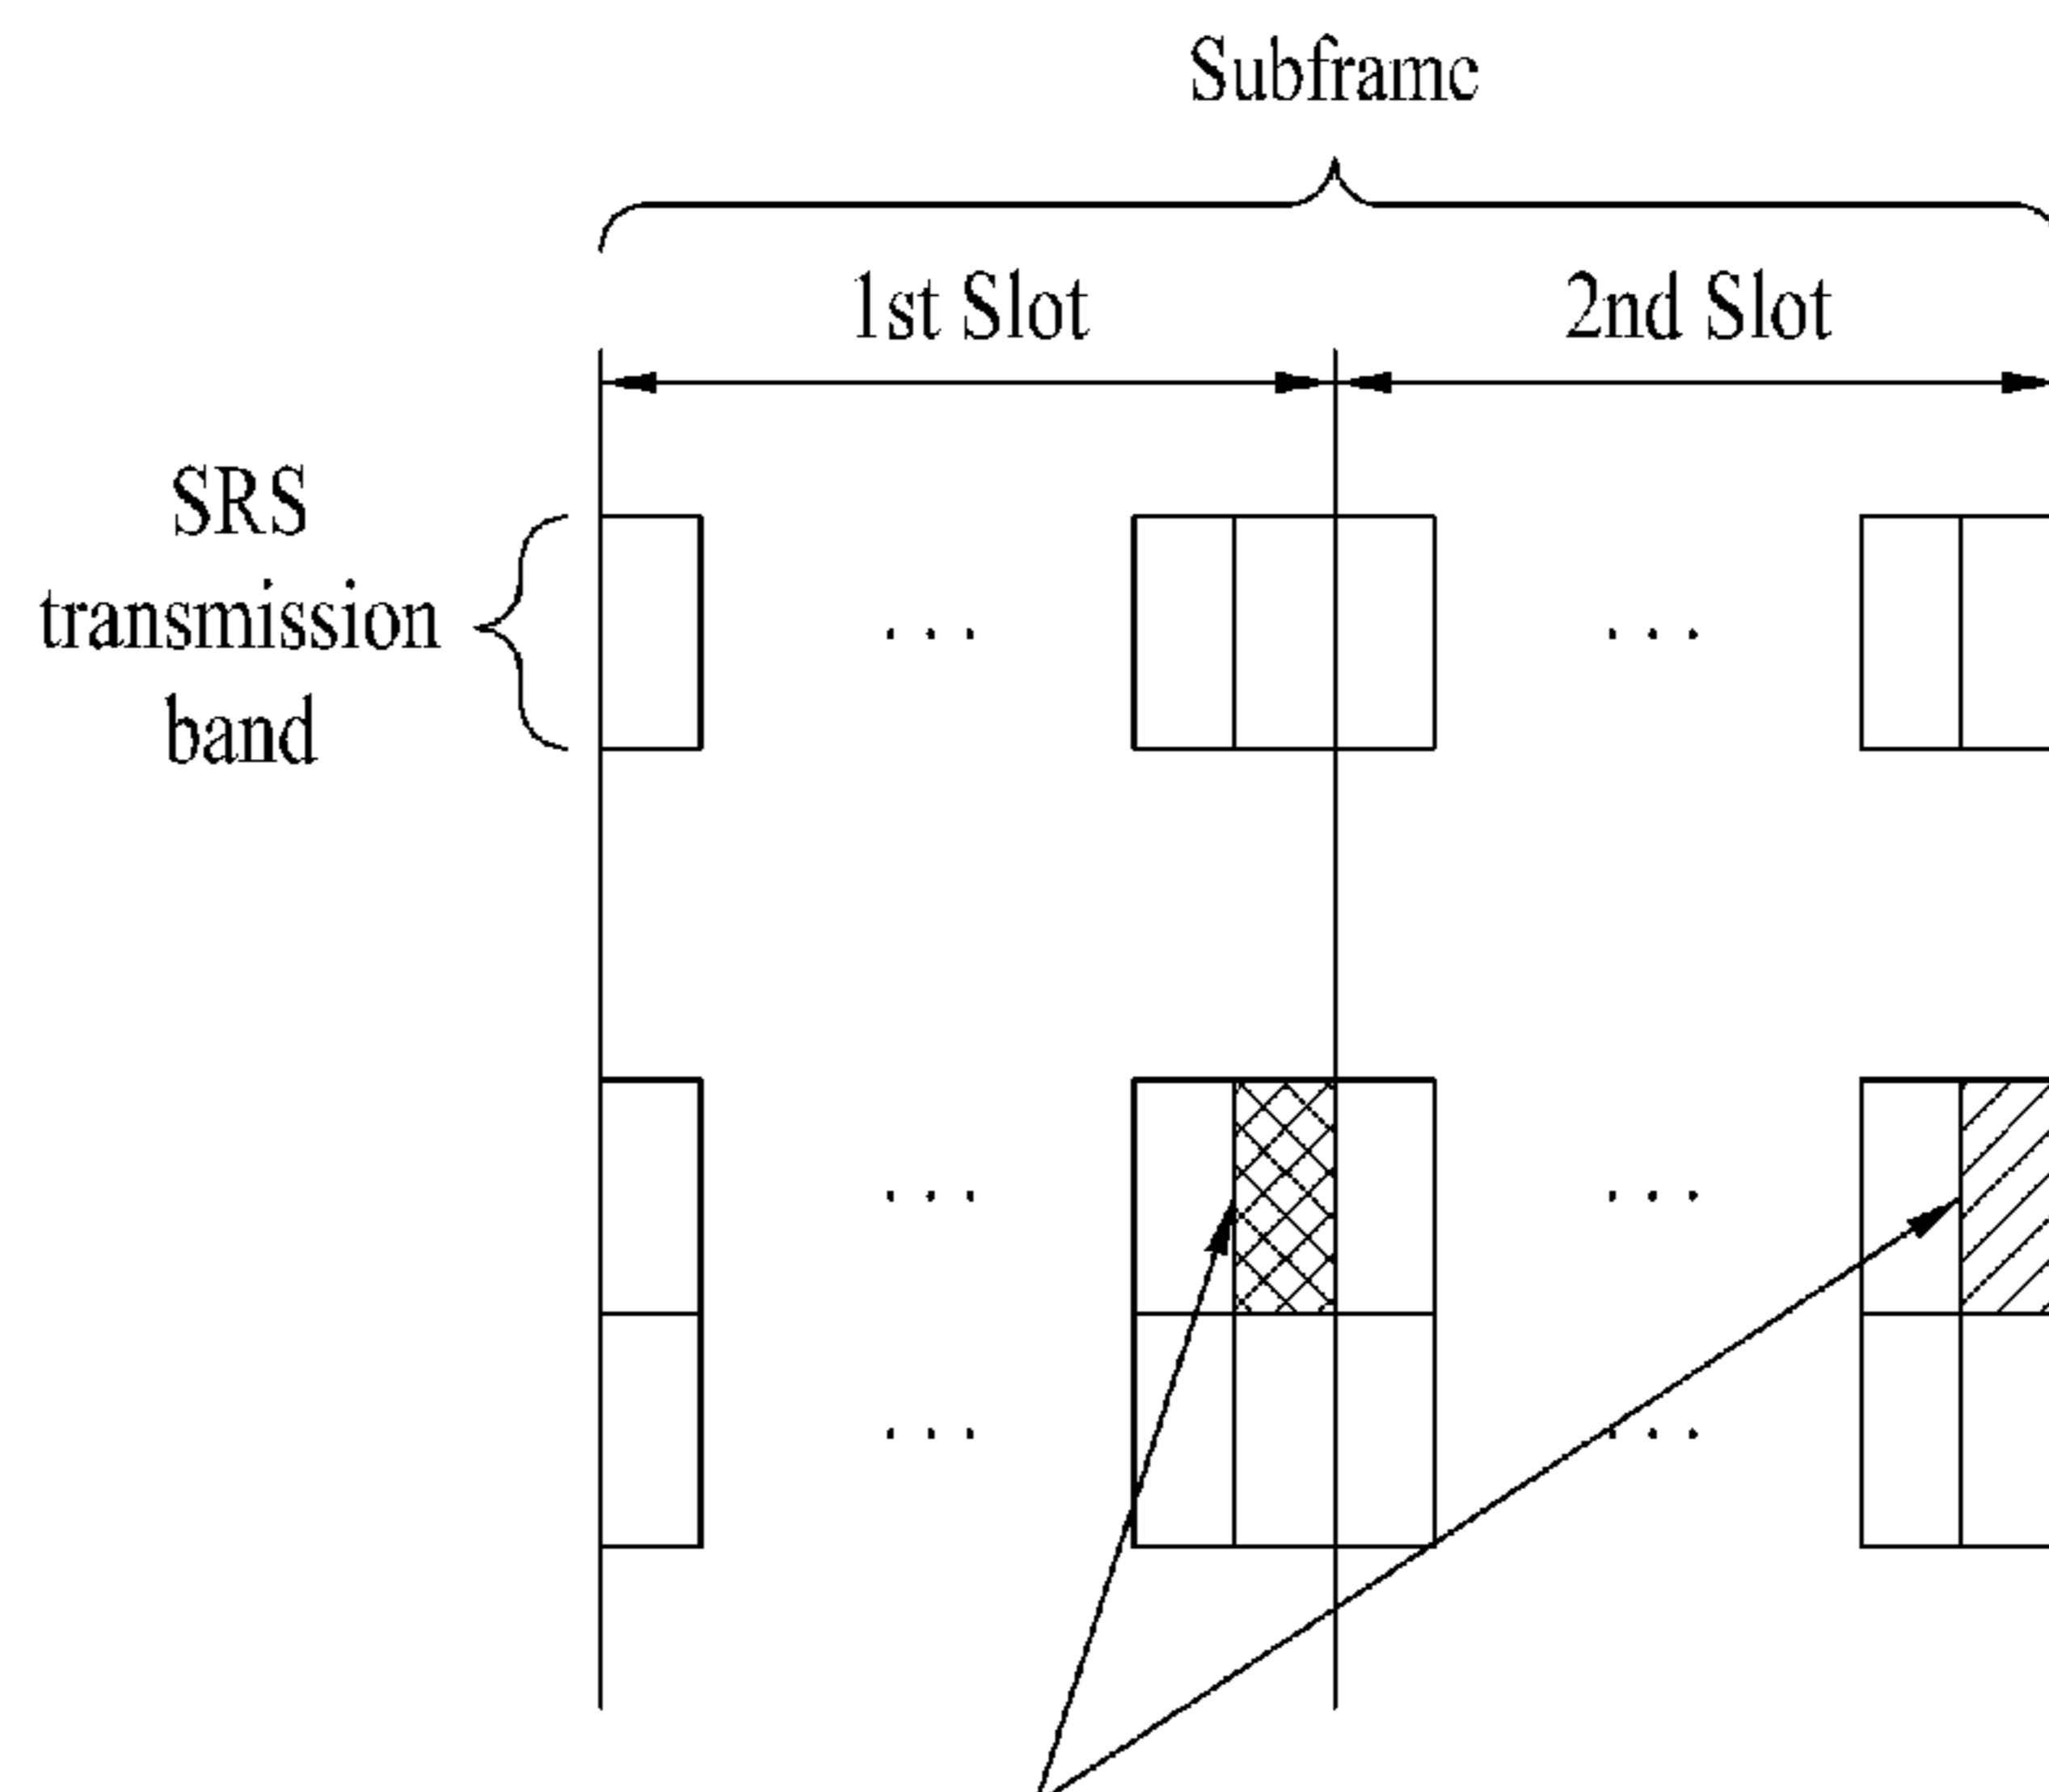 Subframe
1st Slot
2nd Slot
SRS
transmission
band